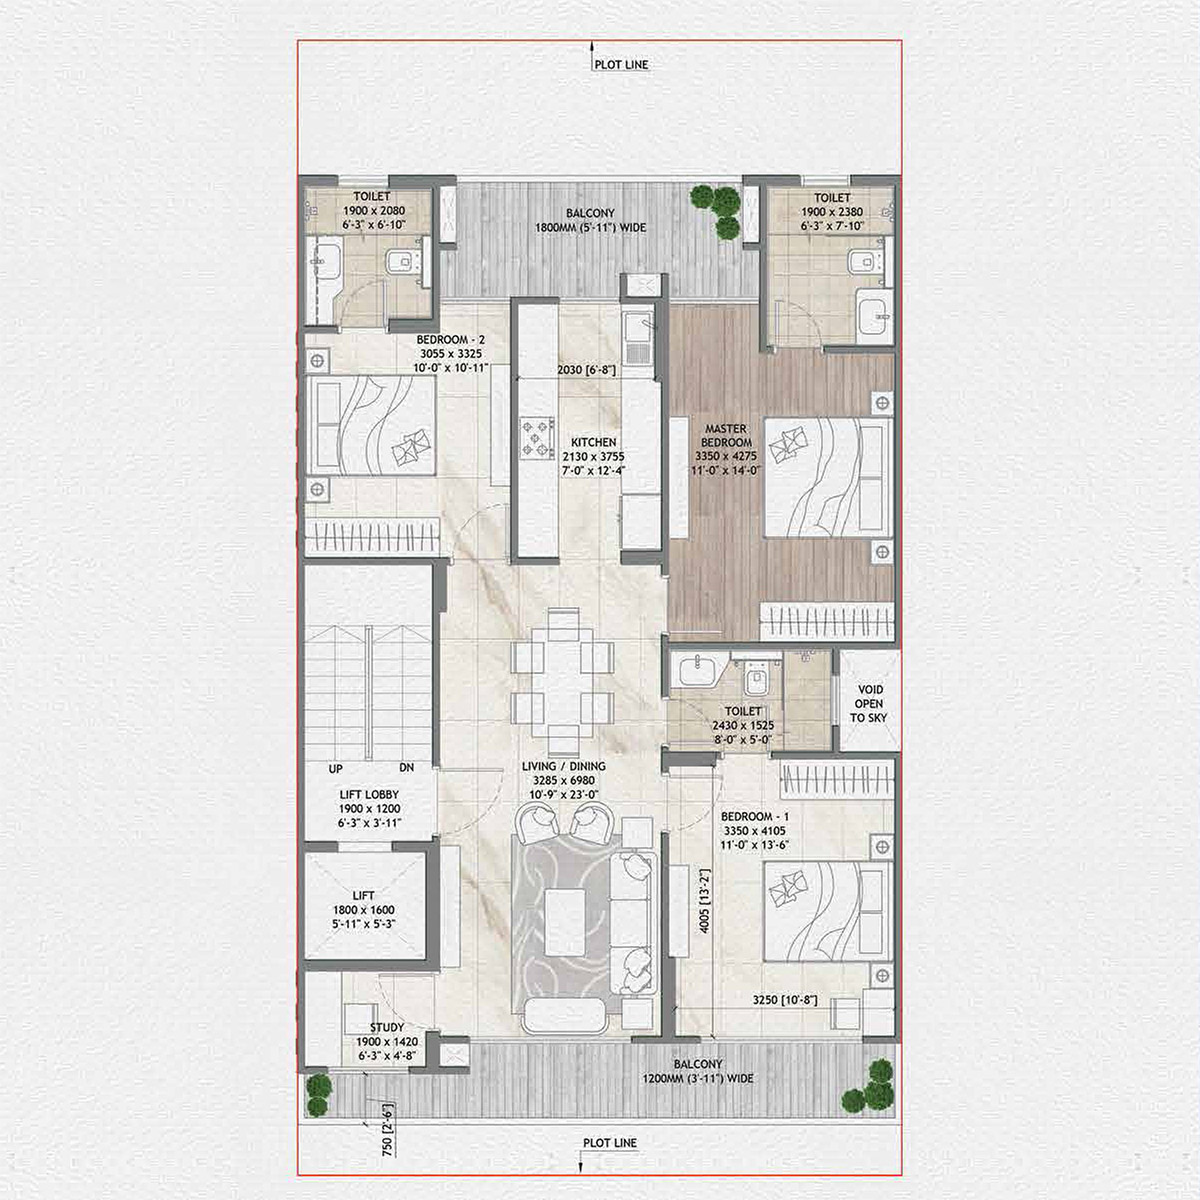 PLOT LINE
TOILET
1900 x 2080
6'-3" x 6'-10"
BALCONY
1800MM (5'-11") WIDE
TOILET
1900 x 2380
6'-3" x 7'-10"
BEDROOM - 2
3055 x 3325
10'-0" x 10'-11"
2030 [6'-8"]
KITCHEN
2130 x 3755
7'-0" x 12'-4"
MASTER
BEDROOM
3350 x 4275
11'-0" x 14'-0"
UP
DN
LIFT LOBBY
1900 x 1200
6'-3" x 3'-11"
LIVING / DINING
3285 x 6980
10'-9" x 23'-0"
TOILET
2430 x 1525
8'-0" x 5'-0"
VOID
OPEN
TO SKY
BEDROOM - 1
3350 x 4105
11'-0" x 13'-6"
LIFT
1800 x 1600
5'-11" x 5'-3"
4005 [13'-2"]
3250 [10'-8"]
STUDY
1900 x 1420
6'-3" x 4'-8"
BALCONY
1200MM (3'-11") WIDE
750 [2'-6"]
PLOT LINE